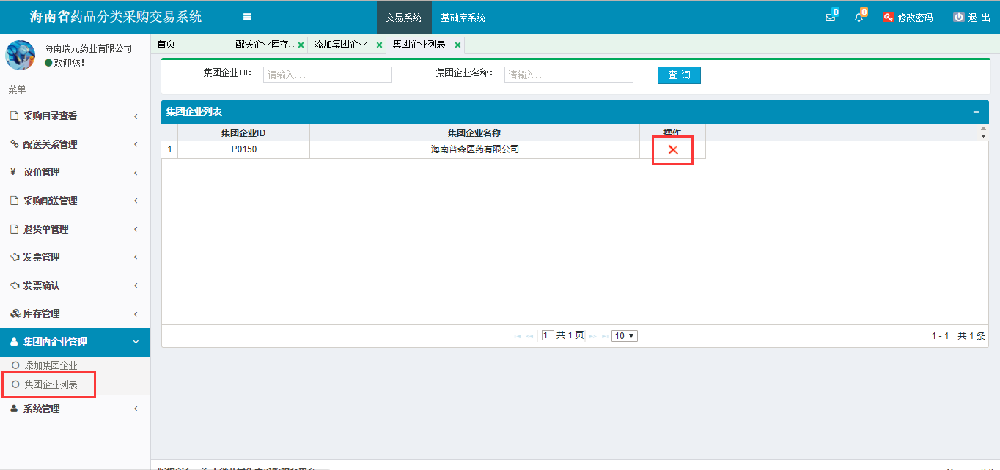 海南省药品分类采购交易系统
交易系统
基础库系统
0
0
修改密码
退 出
海南瑞元药业有限公司
欢迎您!
菜单
采购目录查看
配送关系管理
议价管理
采购配送管理
退货单管理
发票管理
发票确认
库存管理
集团内企业管理
添加集团企业
集团企业列表
系统管理
首页
配送企业库存..
添加集团企业
集团企业列表
集团企业ID: 请输入...
集团企业名称: 请输入...
查 询
集团企业列表
集团企业ID 集团企业名称 操作
1 P0150 海南普森医药有限公司
1 共 1 页 10
1 - 1 共 1 条